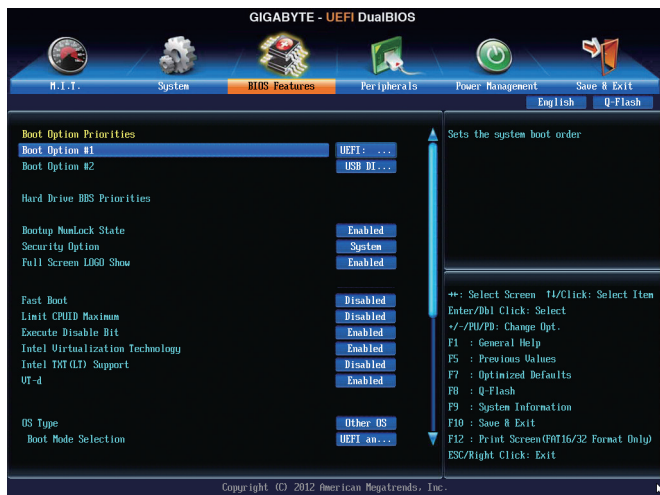 GIGABYTE - UEFI DualBIOS
M.I.T.
System
BIOS Features
Peripherals
Power Management
Save & Exit
English
Q-Flash
Boot Option Priorities
Boot Option #1 UEFI: ...
Boot Option #2 USB DI...
Hard Drive BBS Priorities
Bootup NumLock State Enabled
Security Option System
Full Screen LOGO Show Enabled
Fast Boot Disabled
Limit CPUID Maximum Disabled
Execute Disable Bit Enabled
Intel Virtualization Technology Enabled
Intel TXT(LT) Support Disabled
VT-d Enabled
OS Type Other OS
Boot Mode Selection UEFI an...
Sets the system boot order
→←: Select Screen ↑↓/Click: Select Item
Enter/Dbl Click: Select
+/-/PU/PD: Change Opt.
F1 : General Help
F5 : Previous Values
F7 : Optimized Defaults
F8 : Q-Flash
F9 : System Information
F10 : Save & Exit
F12 : Print Screen(FAT16/32 Format Only)
ESC/Right Click: Exit
Copyright (C) 2012 American Megatrends, Inc.